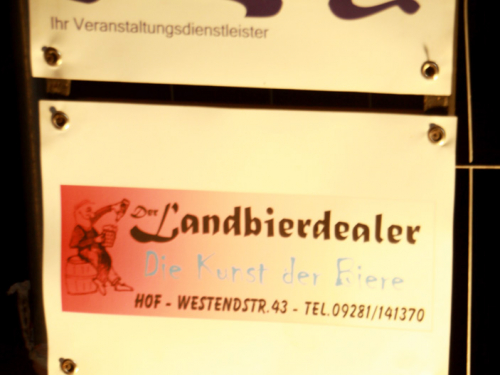 Ihr Veranstaltungsdienstleister
Der Landbierdealer
Die Kunst der Biere
HOF - WESTENDSTR.43 - TEL.09281/141370